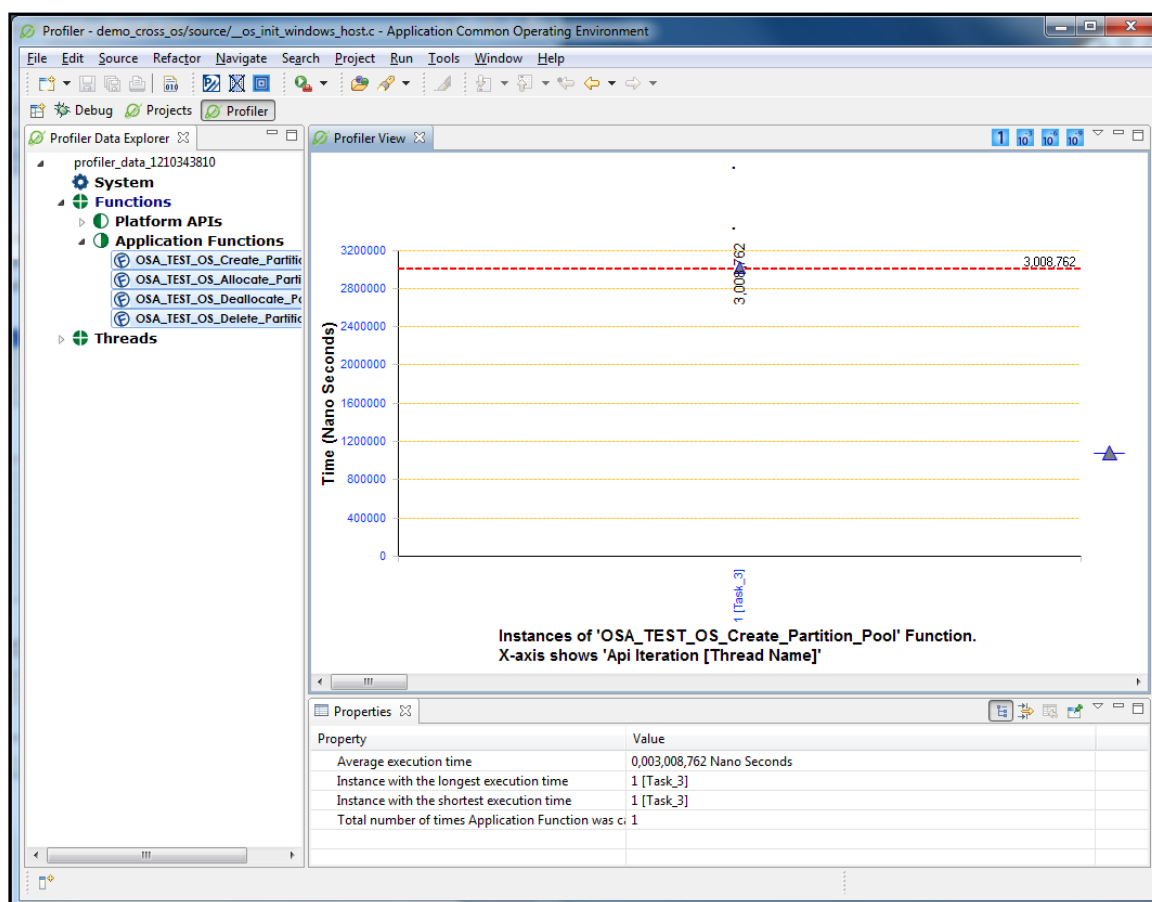 Profiler - demo_cross_os/source/__os_init_windows_host.c - Application Common Operating Environment
File Edit Source Refactor Navigate Search Project Run Tools Window Help
Debug Projects Profiler
Profiler Data Explorer
profiler_data_1210343810
System
Functions
Platform APIs
Application Functions
OSA_TEST_OS_Create_Partitic
OSA_TEST_OS_Allocate_Parti
OSA_TEST_OS_Deallocate_Pa
OSA_TEST_OS_Delete_Partitic
Threads
Profiler View
1 10³ 10⁶ 10⁹
3200000
2800000
2400000
2000000
1600000
1200000
800000
400000
0
Time (Nano Seconds)
3,008,762
3,008,762
1 [Task_3]
Instances of 'OSA_TEST_OS_Create_Partition_Pool' Function.
X-axis shows 'Api Iteration [Thread Name]'
Properties
Property Value
Average execution time 0,003,008,762 Nano Seconds
Instance with the longest execution time 1 [Task_3]
Instance with the shortest execution time 1 [Task_3]
Total number of times Application Function was ca 1